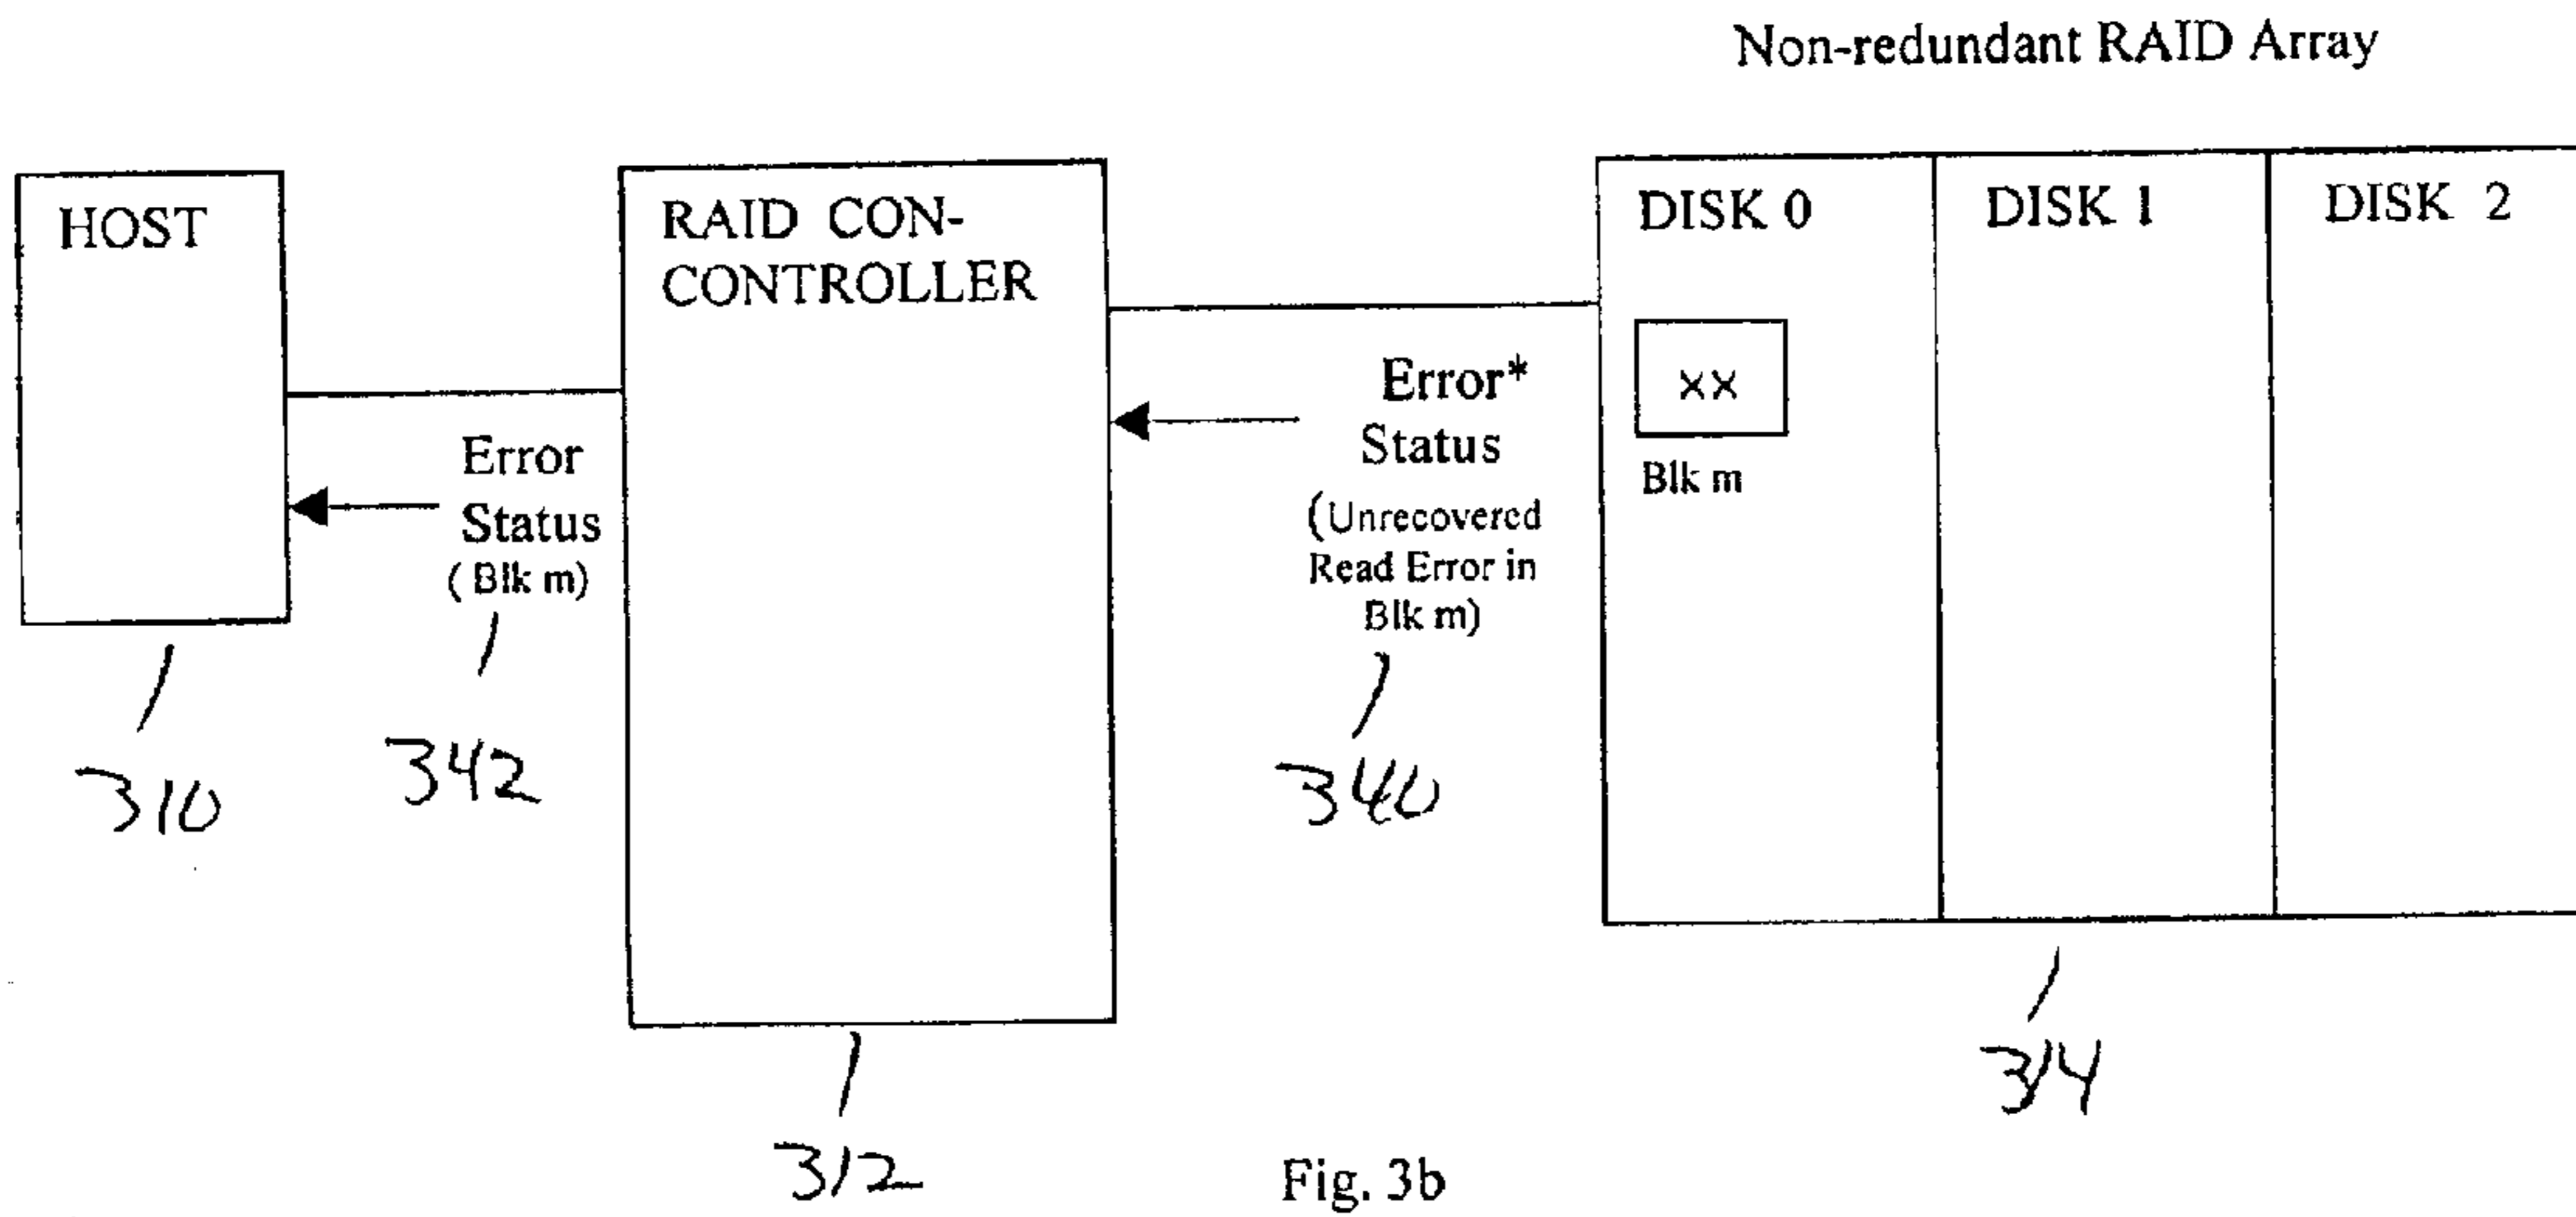 Non-redundant RAID Array
HOST
RAID CON-
CONTROLLER
DISK 0
DISK 1
DISK 2
Error*
Status
(Unrecovered
Read Error in
Blk m)
xx
Blk m
Error
Status
( Blk m)
310
342
340
312
314
Fig. 3b